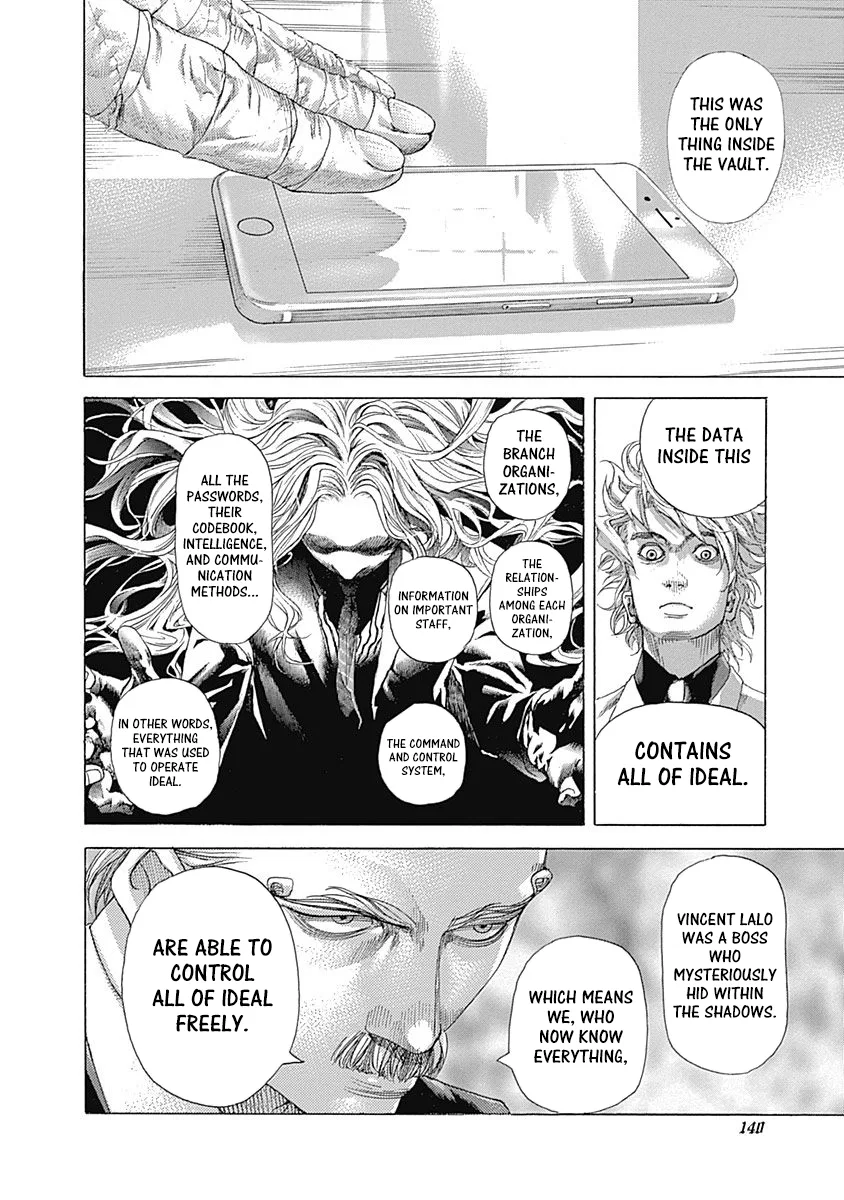 THIS WAS
THE ONLY
THING INSIDE
THE VAULT.
THE DATA
INSIDE THIS
CONTAINS
ALL OF IDEAL.
THE
BRANCH
ORGANI-
ZATIONS,
THE
RELATION-
SHIPS
AMONG EACH
ORGANI-
ZATION,
INFORMATION
ON IMPORTANT
STAFF,
THE COMMAND
AND CONTROL
SYSTEM,
ALL THE
PASSWORDS,
THEIR
CODEBOOK,
INTELLIGENCE,
AND COMMU-
NICATION
METHODS...
IN OTHER WORDS,
EVERYTHING
THAT WAS USED
TO OPERATE
IDEAL.
VINCENT LALO
WAS A BOSS
WHO
MYSTERIOUSLY
HID WITHIN
THE SHADOWS.
WHICH MEANS
WE, WHO
NOW KNOW
EVERYTHING,
ARE ABLE TO
CONTROL
ALL OF IDEAL
FREELY.
140